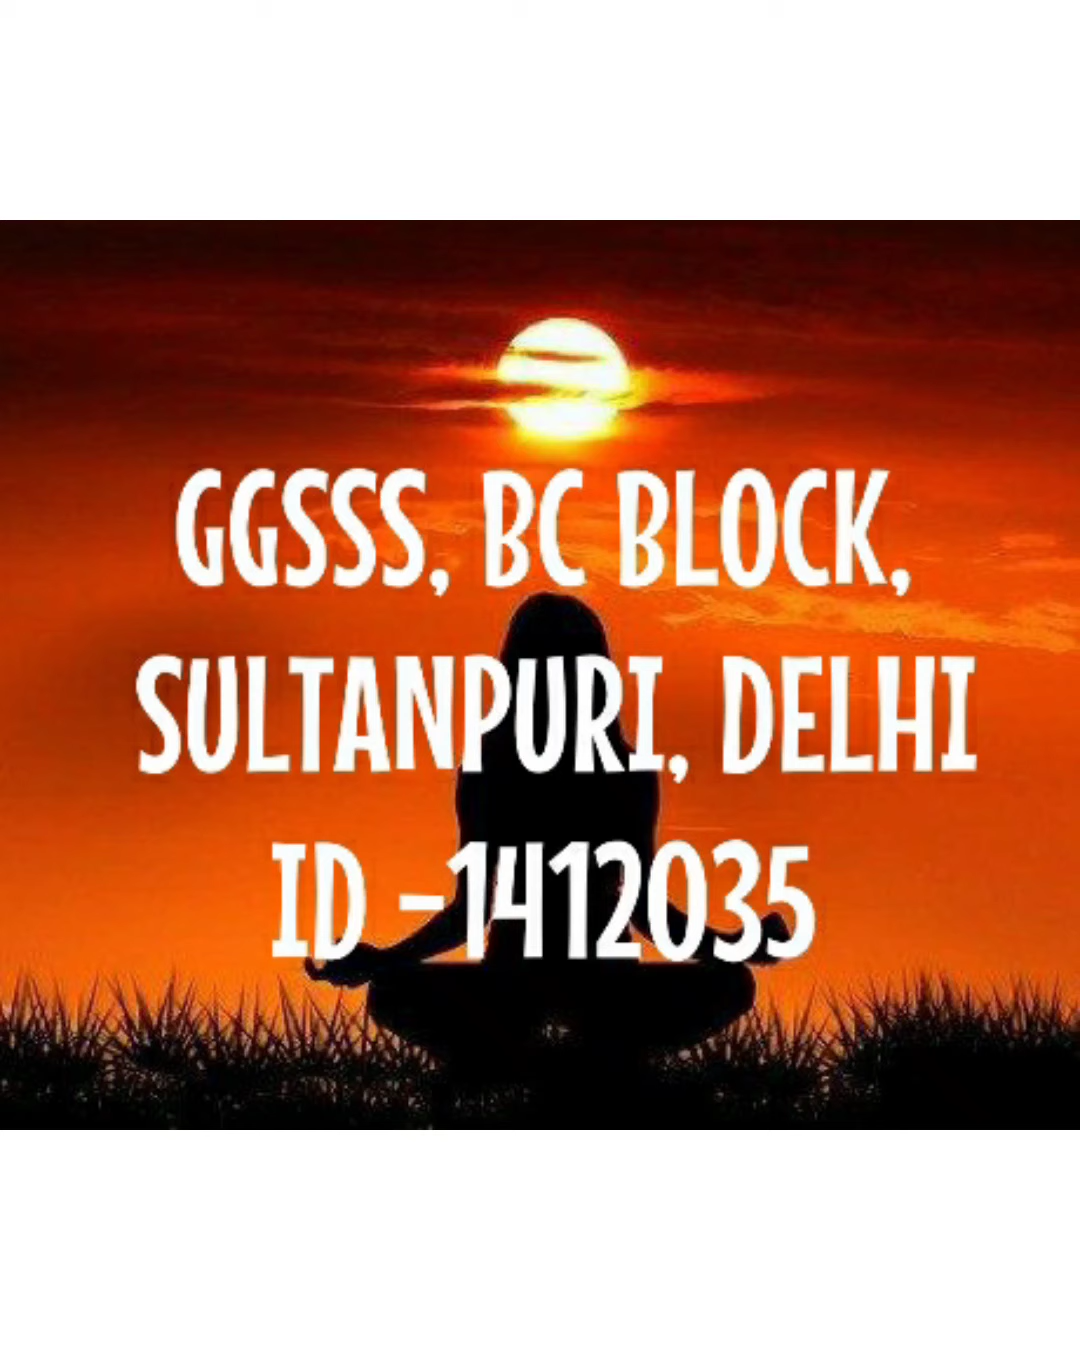 GGSSS, BC BLOCK,
SULTANPURI, DELHI
ID -1412035